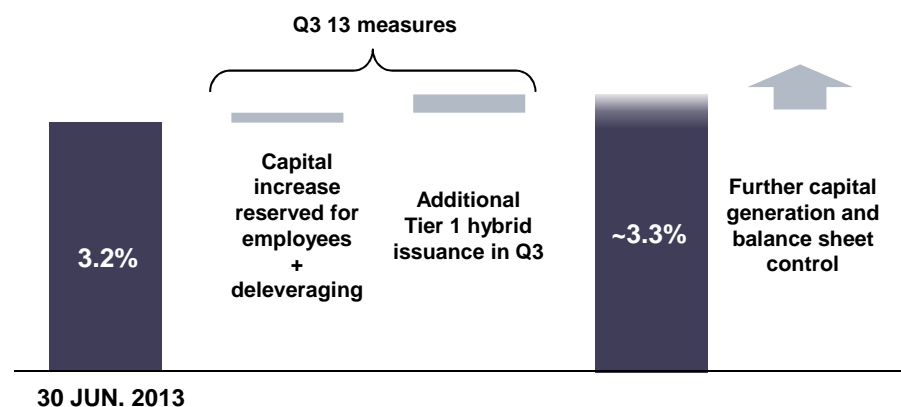 Q3 13 measures
3.2%
Capital
increase
reserved for
employees
+
deleveraging
Additional
Tier 1 hybrid
issuance in Q3
~3.3%
Further capital
generation and
balance sheet
control
30 JUN. 2013